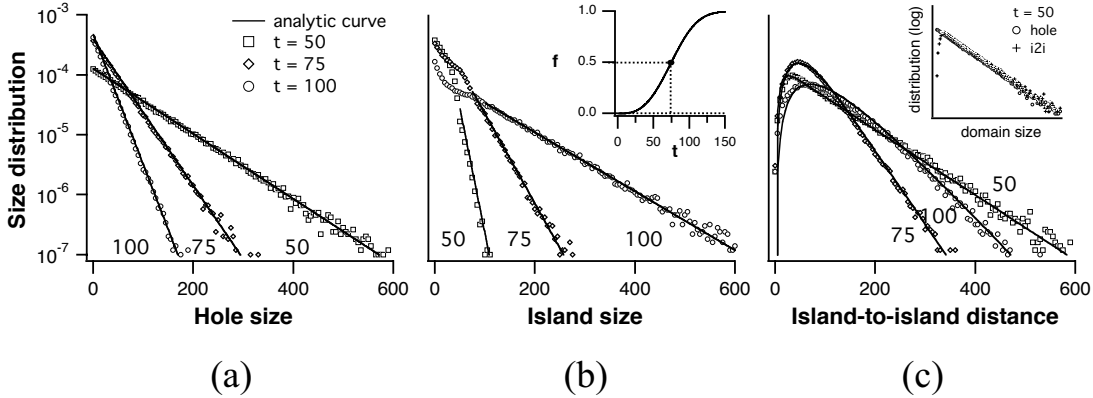 Size distribution
10⁻³
10⁻⁴
10⁻⁵
10⁻⁶
10⁻⁷
analytic curve
t = 50
t = 75
t = 100
100
75
50
0
200
400
600
Hole size
(a)
f
1.0
0.5
0.0
0
50
100
150
t
50
75
100
0
200
400
600
Island size
(b)
distribution (log)
t = 50
hole
i2i
domain size
50
100
75
0
200
400
600
Island-to-island distance
(c)